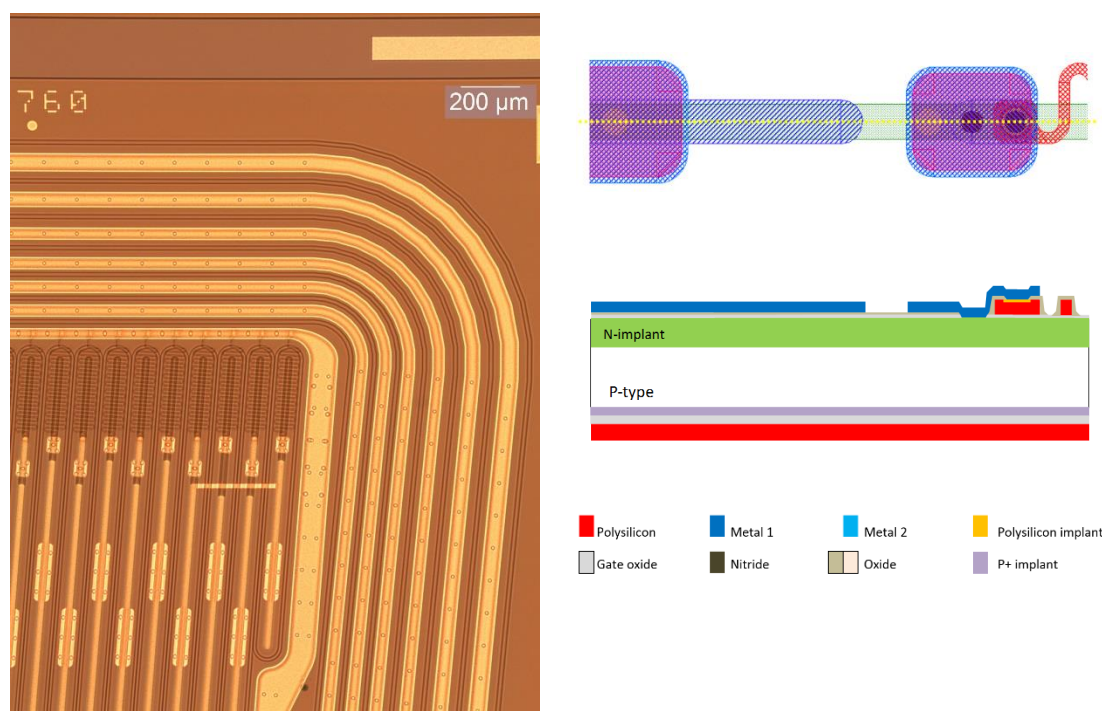 760
200 µm
N-implant
P-type
Polysilicon
Metal 1
Metal 2
Polysilicon implant
Gate oxide
Nitride
Oxide
P+ implant